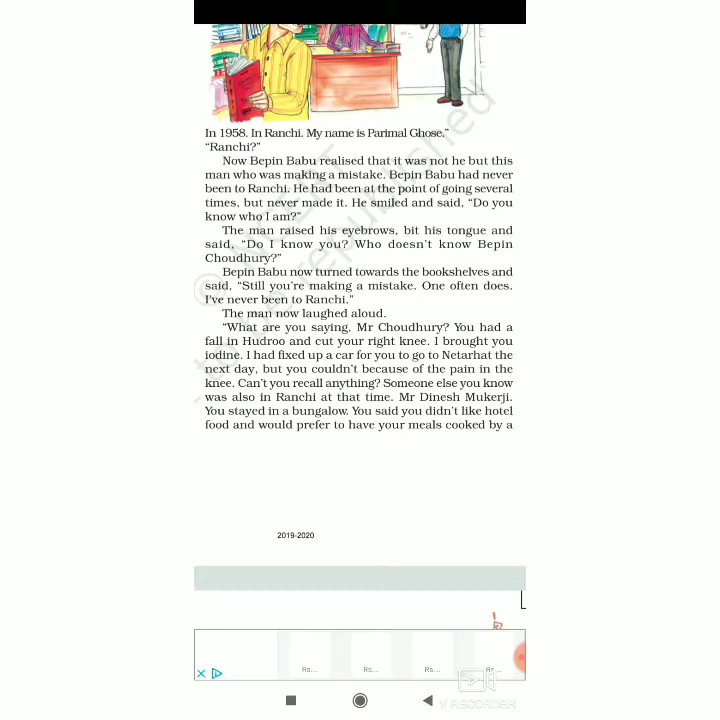 In 1958. In Ranchi. My name is Parimal Ghose."
"Ranchi?"
Now Bepin Babu realised that it was not he but this
man who was making a mistake. Bepin Babu had never
been to Ranchi. He had been at the point of going several
times, but never made it. He smiled and said, "Do you
know who I am?"
The man raised his eyebrows, bit his tongue and
said, "Do I know you? Who doesn't know Bepin
Choudhury?"
Bepin Babu now turned towards the bookshelves and
said, "Still you're making a mistake. One often does.
I've never been to Ranchi."
The man now laughed aloud.
"What are you saying, Mr Choudhury? You had a
fall in Hudroo and cut your right knee. I brought you
iodine. I had fixed up a car for you to go to Netarhat the
next day, but you couldn't because of the pain in the
knee. Can't you recall anything? Someone else you know
was also in Ranchi at that time. Mr Dinesh Mukerji.
You stayed in a bungalow. You said you didn't like hotel
food and would prefer to have your meals cooked by a
2019-2020
Rs... Rs... Rs... Rs...